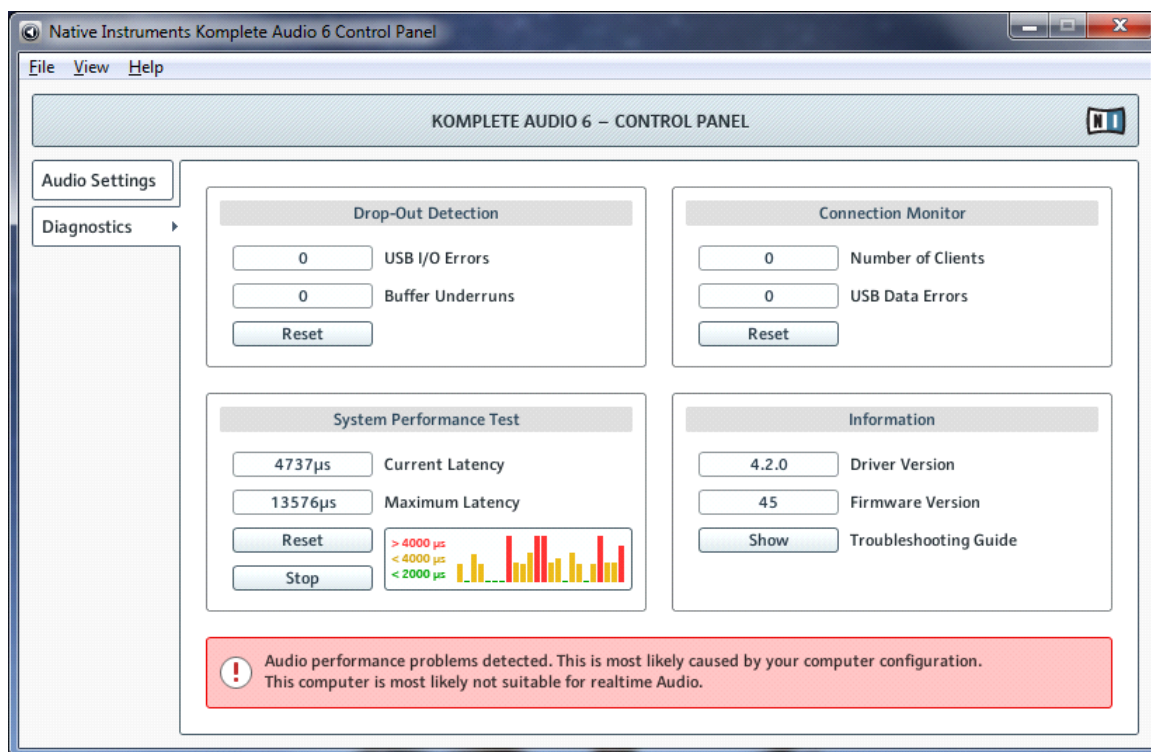 Native Instruments Komplete Audio 6 Control Panel
File View Help
KOMPLETE AUDIO 6 – CONTROL PANEL
NI
Audio Settings
Diagnostics
Drop-Out Detection
0 USB I/O Errors
0 Buffer Underruns
Reset
Connection Monitor
0 Number of Clients
0 USB Data Errors
Reset
System Performance Test
4737µs Current Latency
13576µs Maximum Latency
Reset
Stop
> 4000 µs
< 4000 µs
< 2000 µs
Information
4.2.0 Driver Version
45 Firmware Version
Show Troubleshooting Guide
Audio performance problems detected. This is most likely caused by your computer configuration.
This computer is most likely not suitable for realtime Audio.